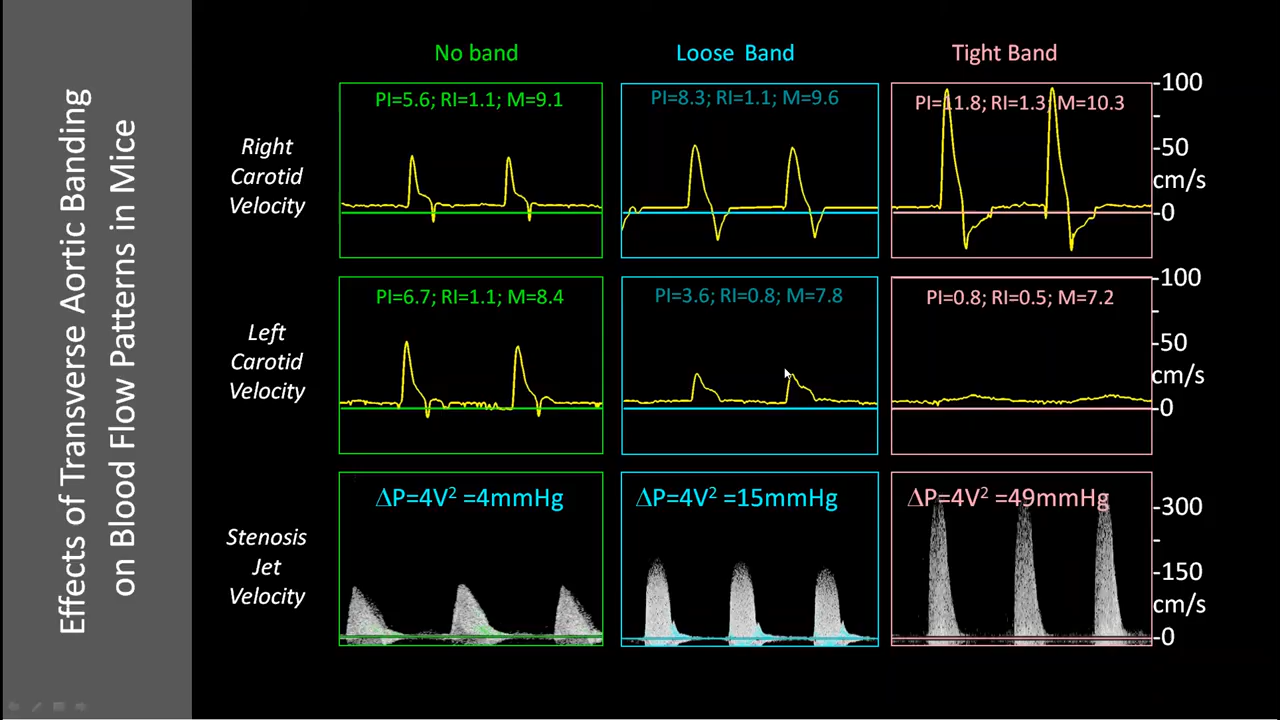 Effects of Transverse Aortic Banding
on Blood Flow Patterns in Mice
No band
Loose Band
Tight Band
Right
Carotid
Velocity
PI=5.6; RI=1.1; M=9.1
PI=8.3; RI=1.1; M=9.6
PI=11.8; RI=1.3; M=10.3
-100
-
-50
cm/s
-0
Left
Carotid
Velocity
PI=6.7; RI=1.1; M=8.4
PI=3.6; RI=0.8; M=7.8
PI=0.8; RI=0.5; M=7.2
-100
-
-50
cm/s
-0
Stenosis
Jet
Velocity
ΔP=4V² =4mmHg
ΔP=4V² =15mmHg
ΔP=4V² =49mmHg
-300
-
-150
cm/s
-0